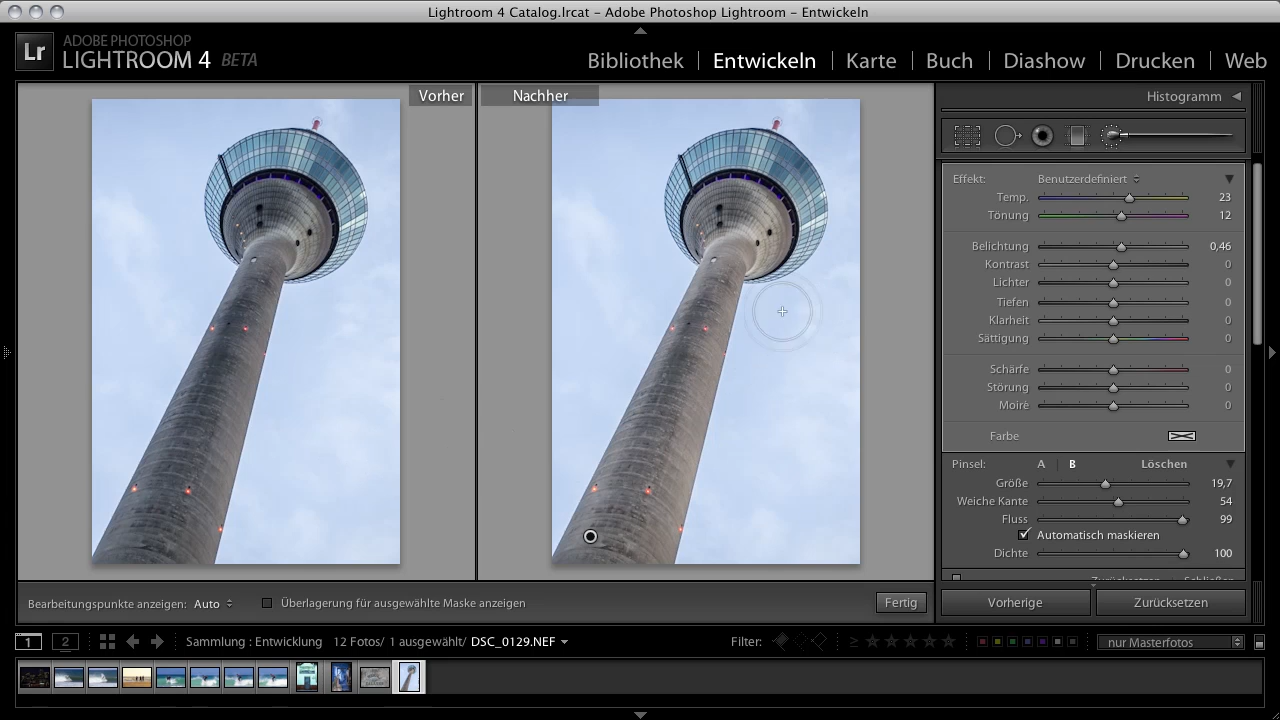 Lightroom 4 Catalog.lrcat – Adobe Photoshop Lightroom – Entwickeln
Lr
ADOBE PHOTOSHOP
LIGHTROOM 4 BETA
Bibliothek | Entwickeln | Karte | Buch | Diashow | Drucken | Web
Vorher
Nachher
Histogramm
Effekt: Benutzerdefiniert
Temp. 23
Tönung 12
Belichtung 0,46
Kontrast 0
Lichter 0
Tiefen 0
Klarheit 0
Sättigung 0
Schärfe 0
Störung 0
Moiré 0
Farbe
Pinsel: A | B Löschen
Größe 19,7
Weiche Kante 54
Fluss 99
Automatisch maskieren
Dichte 100
Zurücksetzen Schließen
Bearbeitungspunkte anzeigen: Auto
Überlagerung für ausgewählte Maske anzeigen
Fertig
Vorherige
Zurücksetzen
1 2
Sammlung : Entwicklung 12 Fotos/ 1 ausgewählt/ DSC_0129.NEF
Filter:
nur Masterfotos